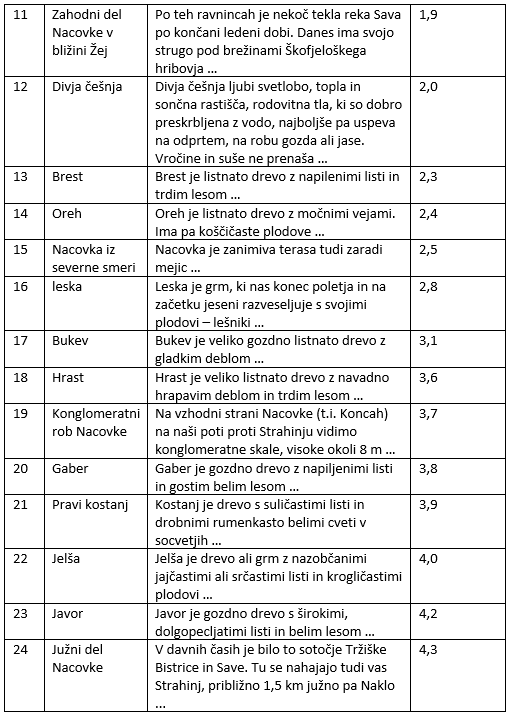 11 Zahodni del Po teh ravnincah je nekoč tekla reka Sava 1,9
Nacovke v po končani ledeni dobi. Danes ima svojo
bližini Žej strugo pod brežinami Škofjeloškega
hribovja ...
12 Divja češnja Divja češnja ljubi svetlobo, topla in 2,0
sončna rastišča, rodovitna tla, ki so dobro
preskrbljena z vodo, najboljše pa uspeva
na odprtem, na robu gozda ali jase.
Vročine in suše ne prenaša ...
13 Brest Brest je listnato drevo z napilenimi listi in 2,3
trdim lesom ...
14 Oreh Oreh je listnato drevo z močnimi vejami. 2,4
Ima pa koščičaste plodove ...
15 Nacovka iz Nacovka je zanimiva terasa tudi zaradi 2,5
severne smeri mejic ...
16 leska Leska je grm, ki nas konec poletja in na 2,8
začetku jeseni razveseljuje s svojimi
plodovi – lešniki ...
17 Bukev Bukev je veliko gozdno listnato drevo z 3,1
gladkim deblom ...
18 Hrast Hrast je veliko listnato drevo z navadno 3,6
hrapavim deblom in trdim lesom ...
19 Konglomeratni Na vzhodni strani Nacovke (t.i. Koncah) 3,7
rob Nacovke na naši poti proti Strahinju vidimo
konglomeratne skale, visoke okoli 8 m ...
20 Gaber Gaber je gozdno drevo z napiljenimi listi 3,8
in gostim belim lesom ...
21 Pravi kostanj Kostanj je drevo s suličastimi listi in 3,9
drobnimi rumenkasto belimi cveti v
socvetjih ...
22 Jelša Jelša je drevo ali grm z nazobčanimi 4,0
jajčastimi ali srčastimi listi in krogličastimi
plodovi ...
23 Javor Javor je gozdno drevo s širokimi, 4,2
dolgopecljatimi listi in belim lesom ...
24 Južni del V davnih časih je bilo to sotočje Tržiške 4,3
Nacovke Bistrice in Save. Tu se nahajajo tudi vas
Strahinj, približno 1,5 km južno pa Naklo
...